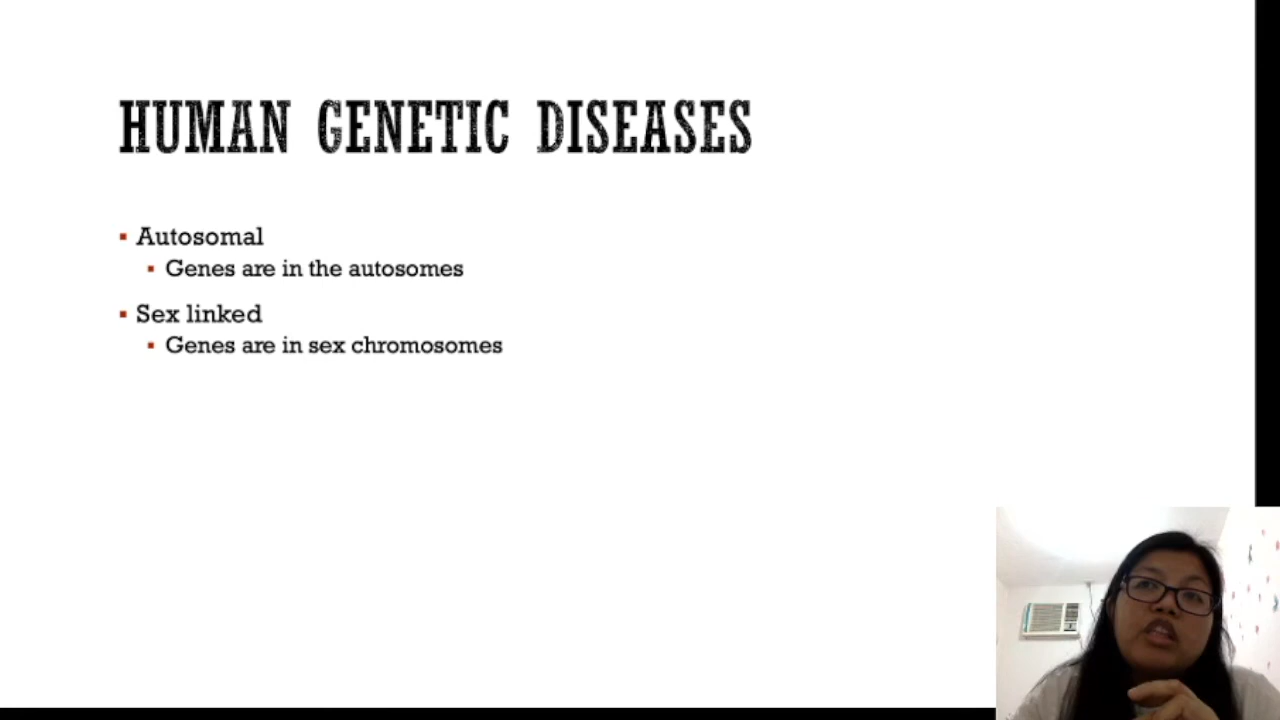 HUMAN GENETIC DISEASES
▪ Autosomal
▪ Genes are in the autosomes
▪ Sex linked
▪ Genes are in sex chromosomes